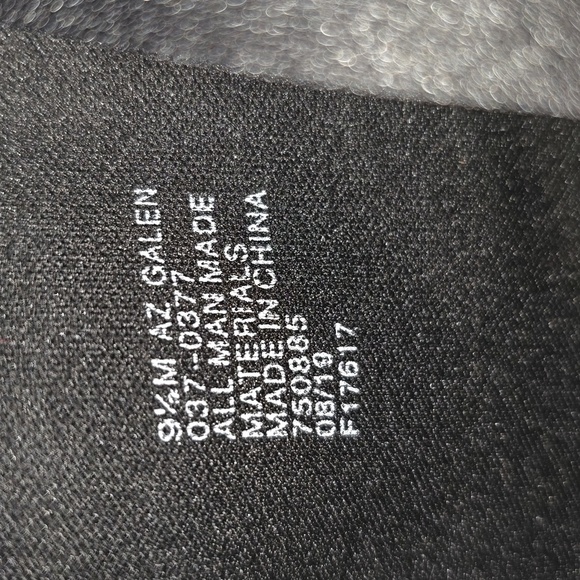 9½M AZ GALEN
037-0377
ALL MAN MADE
MATERIALS
MADE IN CHINA
750885
08/19
F17617